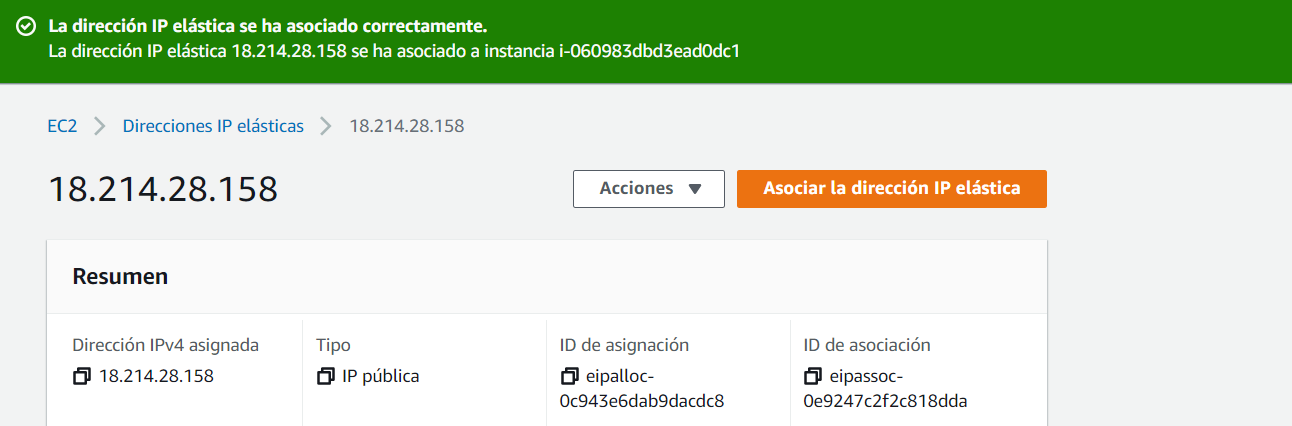 La dirección IP elástica se ha asociado correctamente.
La dirección IP elástica 18.214.28.158 se ha asociado a instancia i-060983dbd3ead0dc1
EC2 > Direcciones IP elásticas > 18.214.28.158
18.214.28.158
Acciones
Asociar la dirección IP elástica
Resumen
Dirección IPv4 asignada
18.214.28.158
Tipo
IP pública
ID de asignación
eipalloc-
0c943e6dab9dacdc8
ID de asociación
eipassoc-
0e9247c2f2c818dda